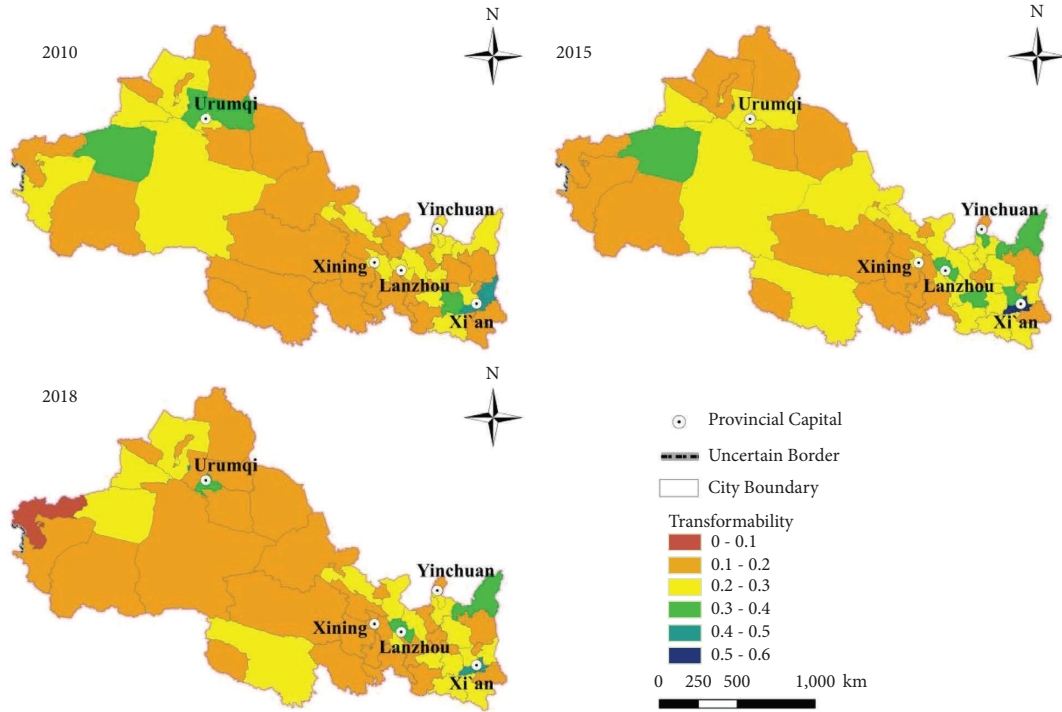 N
2010
Urumqi
Yinchuan
Xining
Lanzhou
Xi`an
N
2015
Urumqi
Yinchuan
Xining
Lanzhou
Xi`an
N
2018
Urumqi
Yinchuan
Xining
Lanzhou
Xi`an
Provincial Capital
Uncertain Border
City Boundary
Transformability
0 - 0.1
0.1 - 0.2
0.2 - 0.3
0.3 - 0.4
0.4 - 0.5
0.5 - 0.6
0 250 500 1,000 km